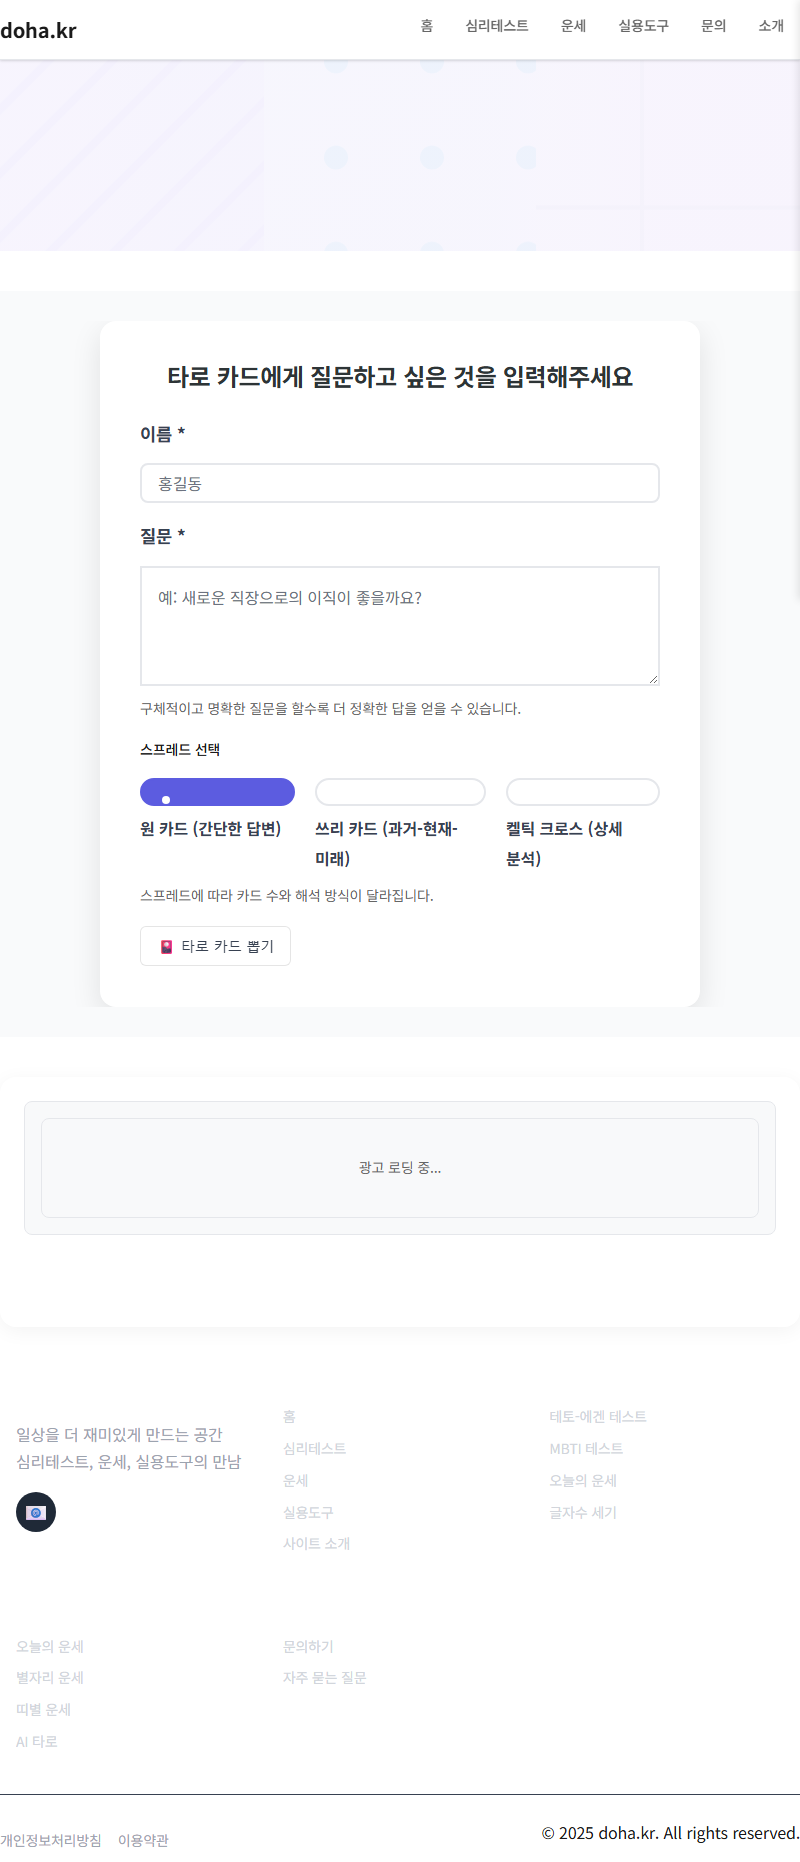 doha.kr
홈 심리테스트 운세 실용도구 문의 소개
타로 카드에게 질문하고 싶은 것을 입력해주세요
이름 *
홍길동
질문 *
예: 새로운 직장으로의 이직이 좋을까요?
구체적이고 명확한 질문을 할수록 더 정확한 답을 얻을 수 있습니다.
스프레드 선택
원 카드 (간단한 답변)
쓰리 카드 (과거-현재-
미래)
켈틱 크로스 (상세
분석)
스프레드에 따라 카드 수와 해석 방식이 달라집니다.
타로 카드 뽑기
광고 로딩 중...
일상을 더 재미있게 만드는 공간
심리테스트, 운세, 실용도구의 만남
홈
심리테스트
운세
실용도구
사이트 소개
테토-에겐 테스트
MBTI 테스트
오늘의 운세
글자수 세기
오늘의 운세
별자리 운세
띠별 운세
AI 타로
문의하기
자주 묻는 질문
개인정보처리방침 이용약관
© 2025 doha.kr. All rights reserved.